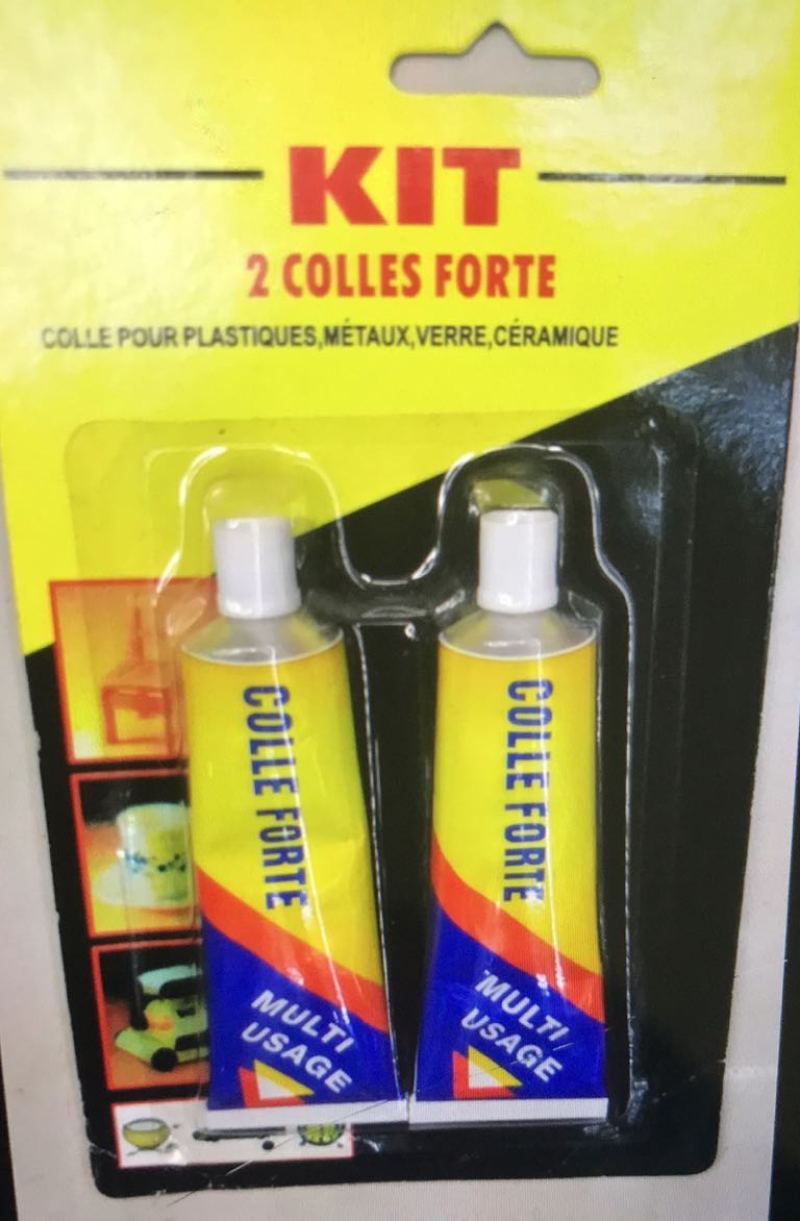 KIT
2 COLLES FORTE
COLLE POUR PLASTIQUES,MÉTAUX,VERRE,CÉRAMIQUE
COLLE FORTE
MULTI
USAGE
COLLE FORTE
MULTI
USAGE